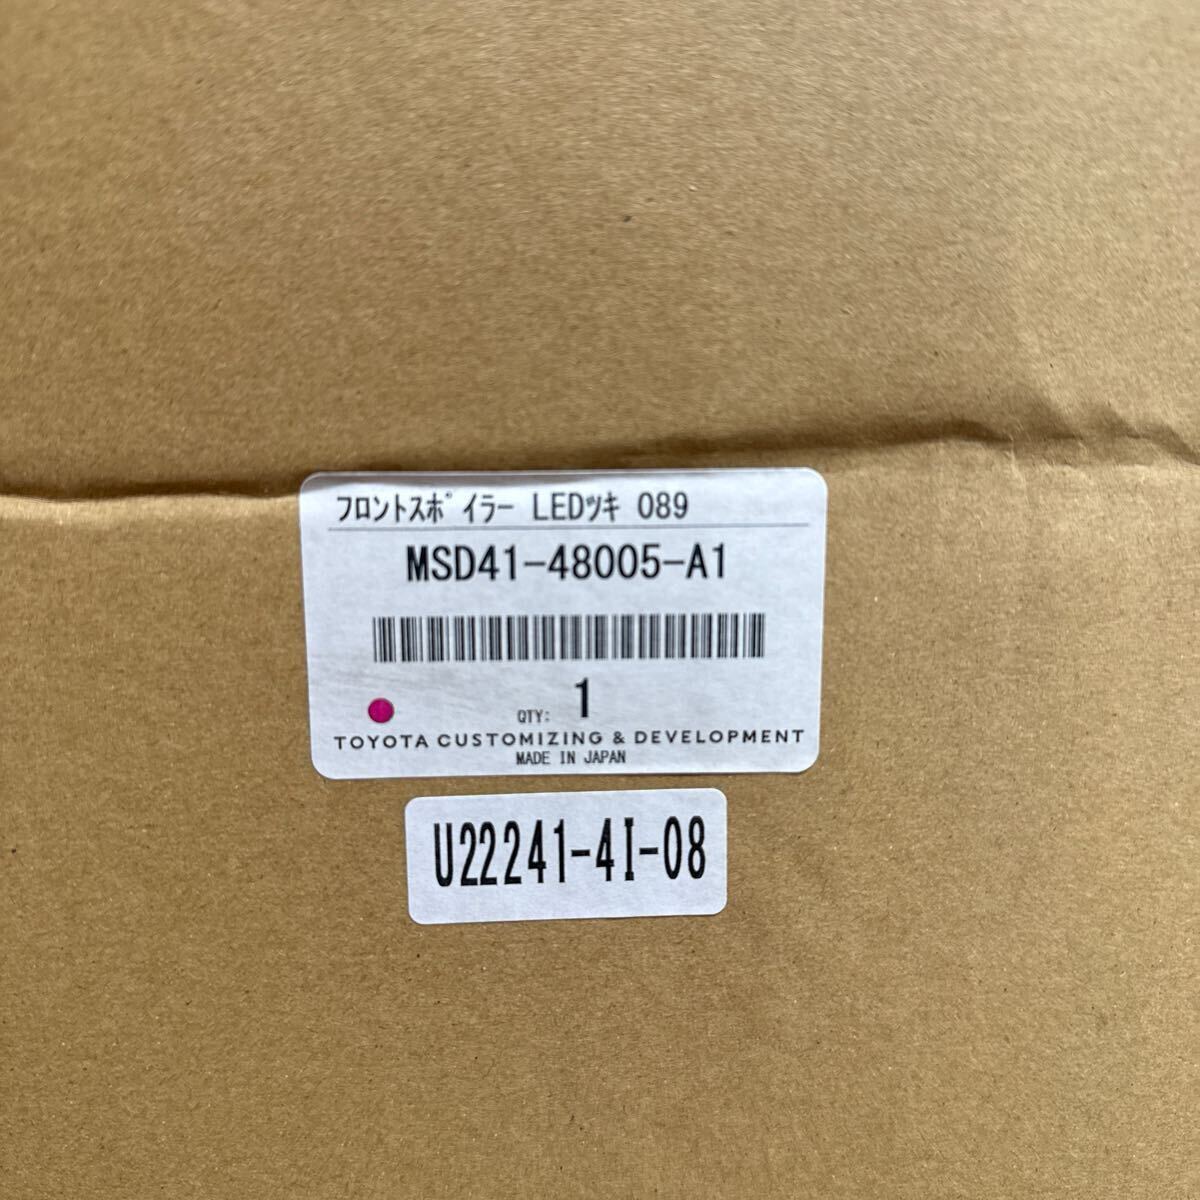 ﾌﾛﾝﾄｽﾎﾟｲﾗｰ LEDﾂｷ 089
MSD41-48005-A1
QTY: 1
TOYOTA CUSTOMIZING & DEVELOPMENT
MADE IN JAPAN
U22241-4I-08